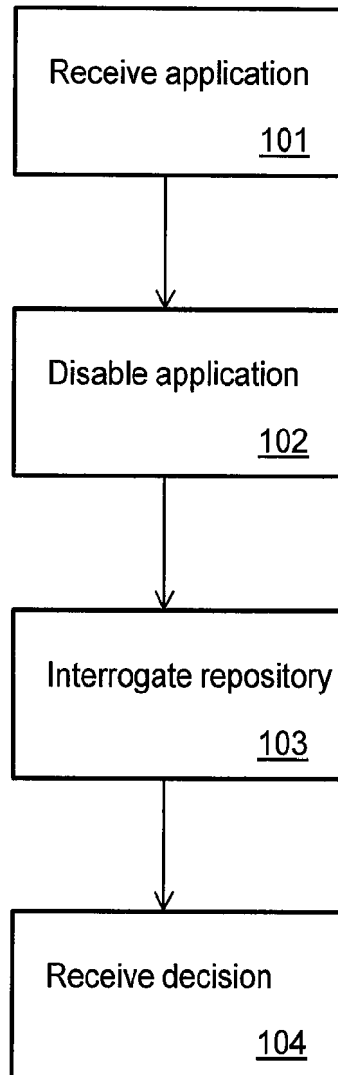 Receive application
101
Disable application
102
Interrogate repository
103
Receive decision
104